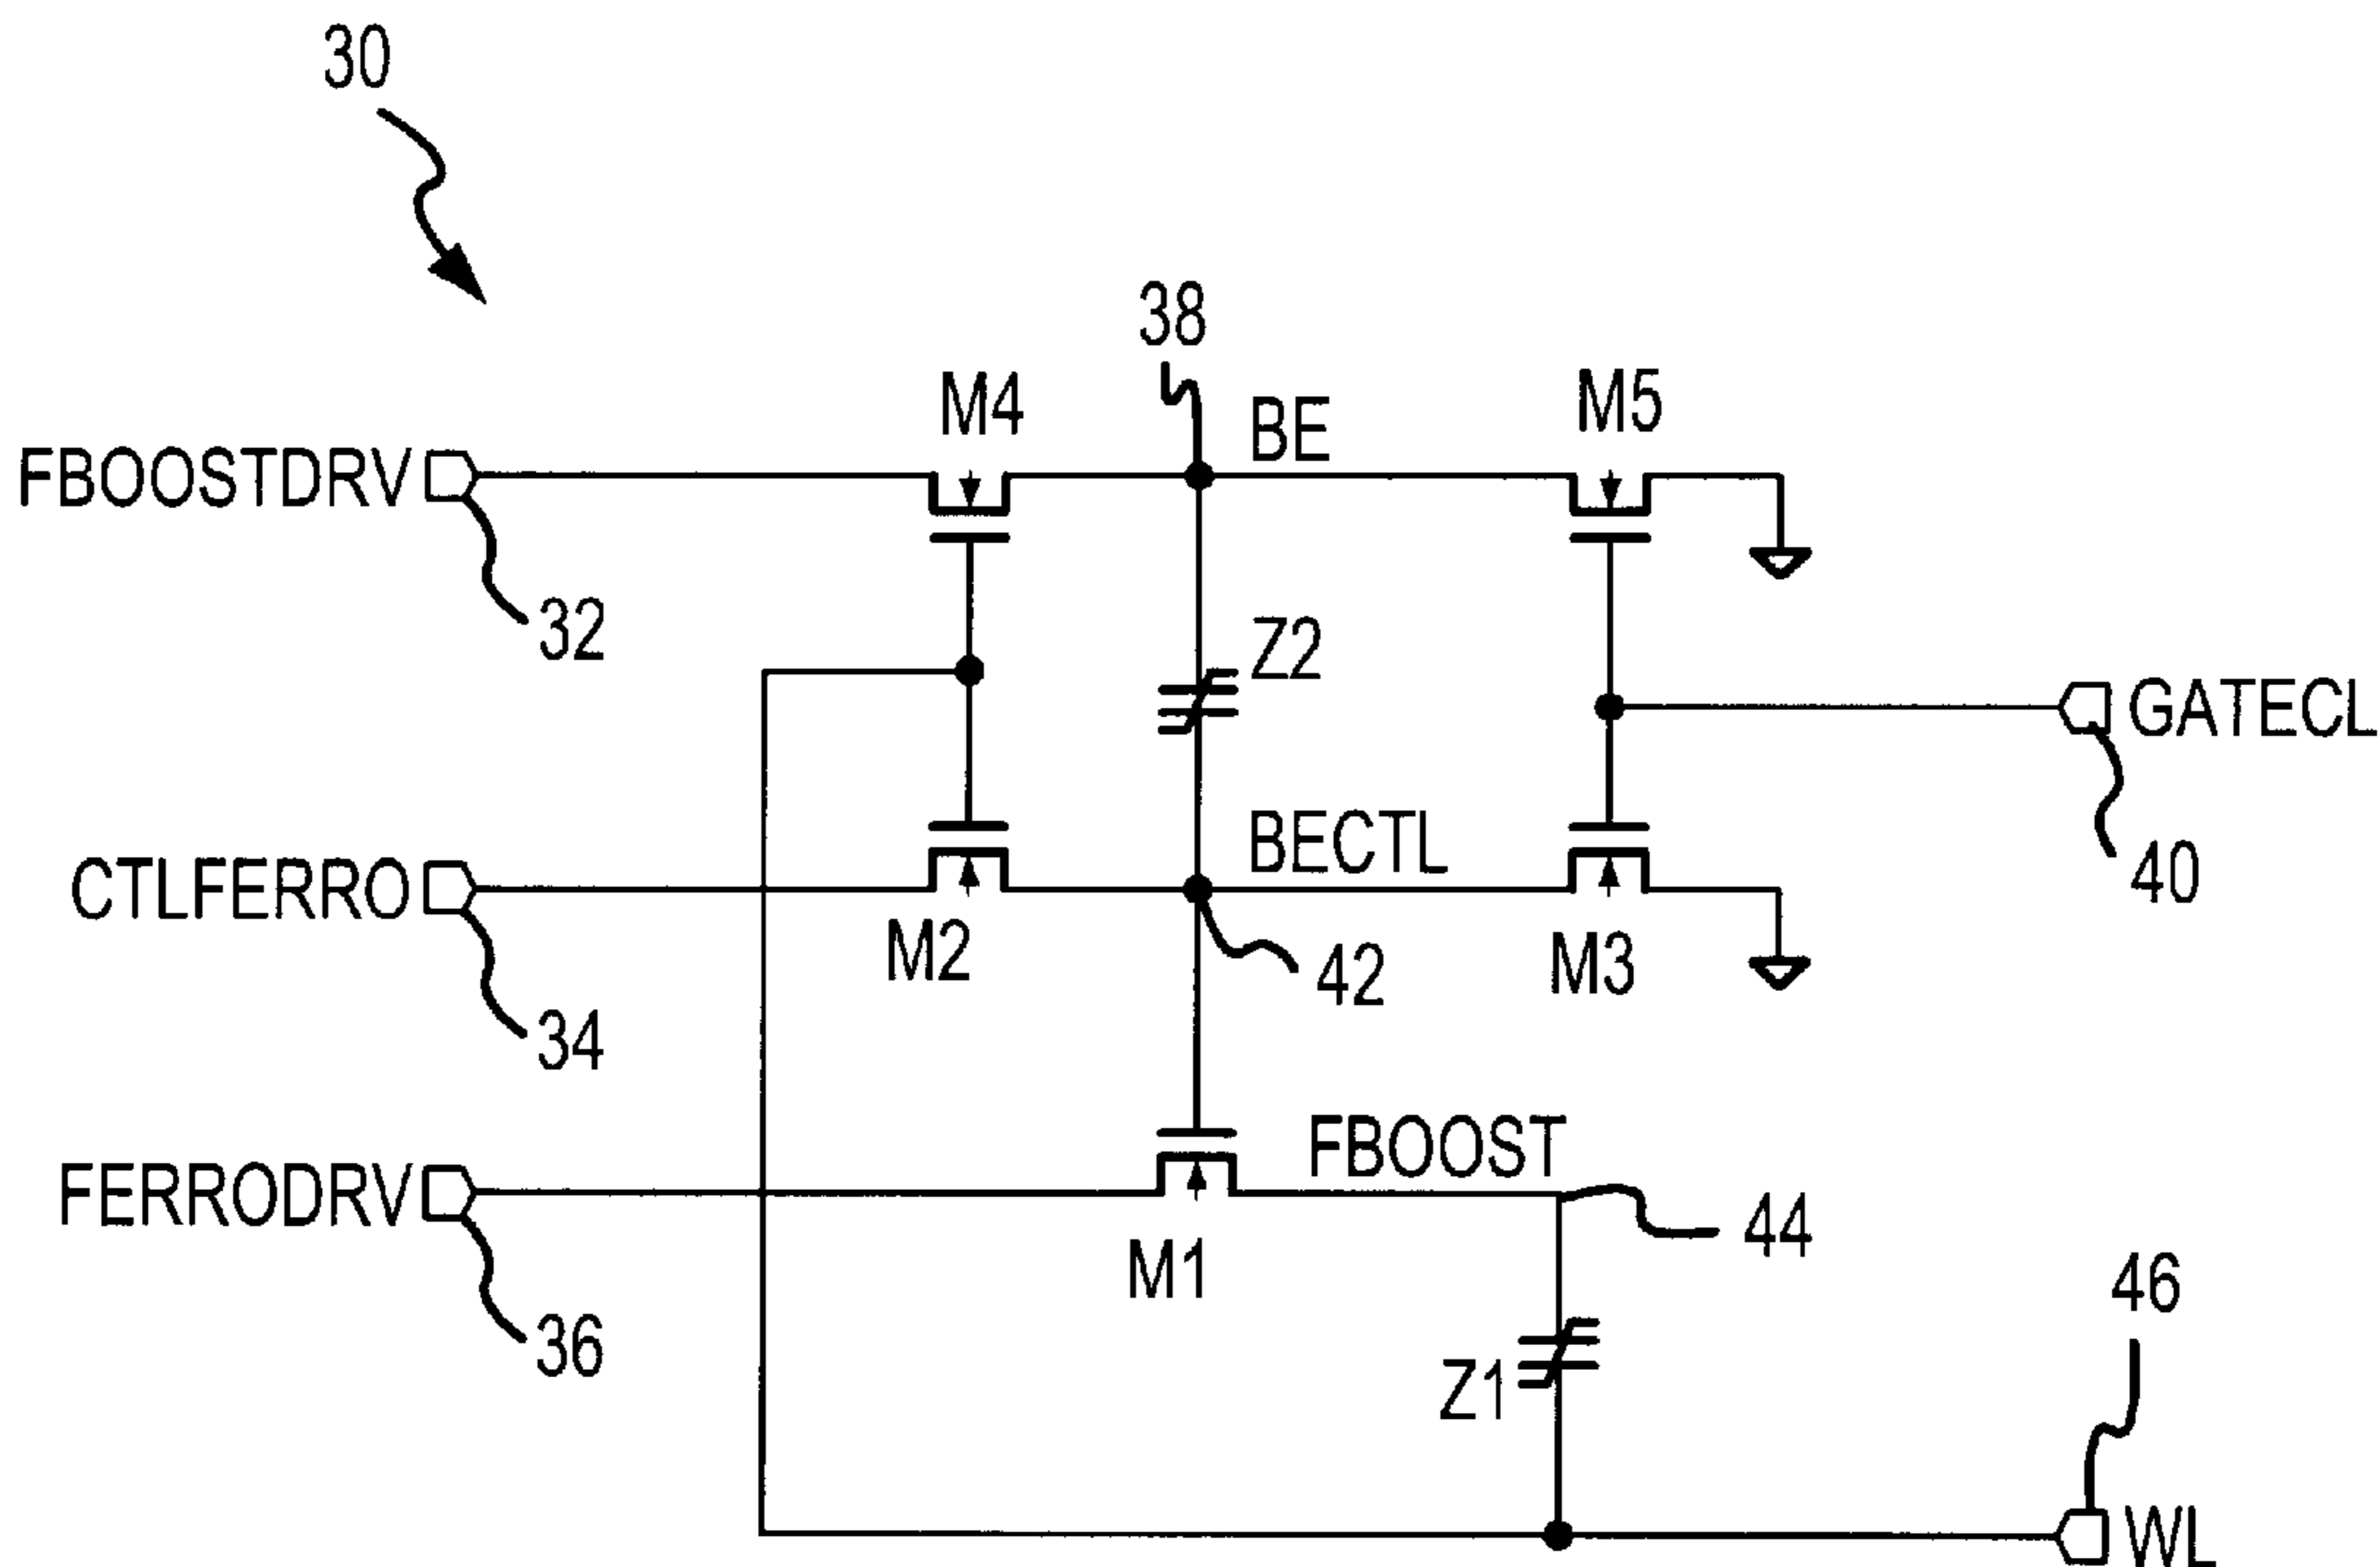 30
38
M4
BE
M5
FBOOSTDRV
32
Z2
GATECL
BECTL
CTLFERRO
40
M2
42
M3
34
FBOOST
FERRODRV
44
M1
46
36
Z1
WL